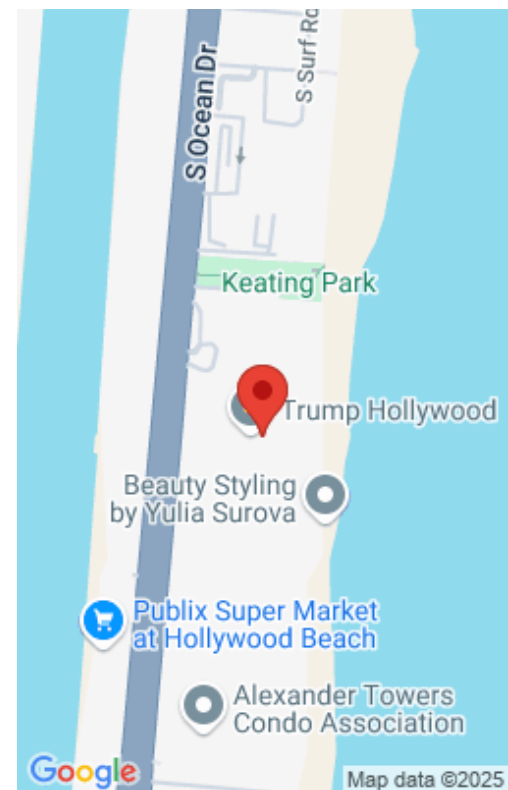 S Surf Rd
S Ocean Dr
Keating Park
Trump Hollywood
Beauty Styling
by Yulia Surova
Publix Super Market
at Hollywood Beach
Alexander Towers
Condo Association
Google
Map data ©2025